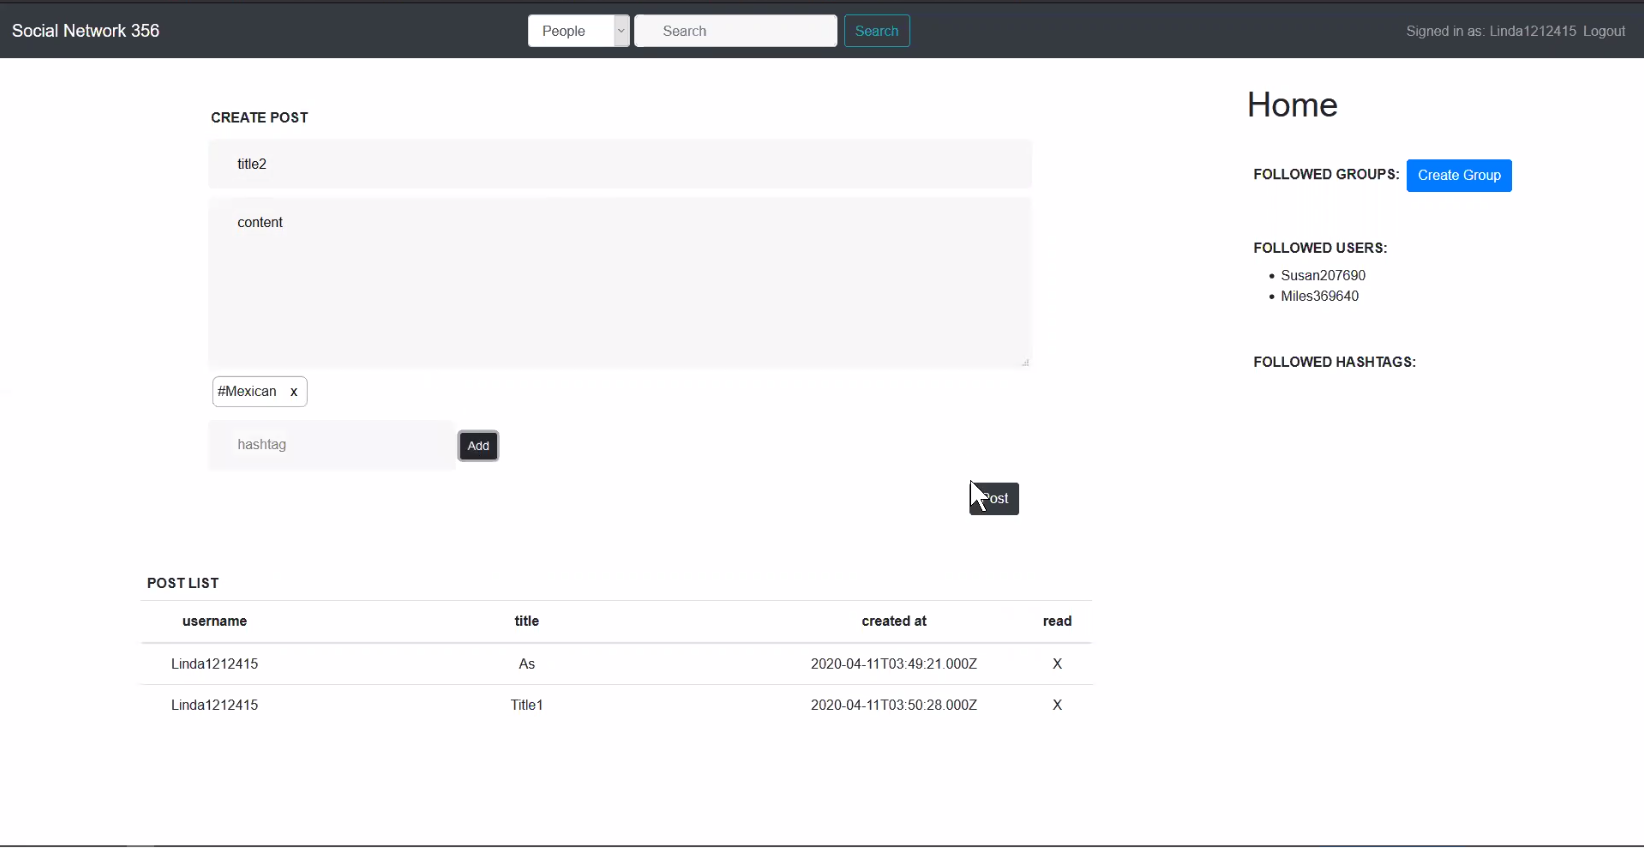 Social Network 356
People Search Search
Signed in as: Linda1212415 Logout
CREATE POST
title2
content
#Mexican x
hashtag Add
Post
Home
FOLLOWED GROUPS: Create Group
FOLLOWED USERS:
Susan207690
Miles369640
FOLLOWED HASHTAGS:
POST LIST
username title created at read
Linda1212415 As 2020-04-11T03:49:21.000Z X
Linda1212415 Title1 2020-04-11T03:50:28.000Z X